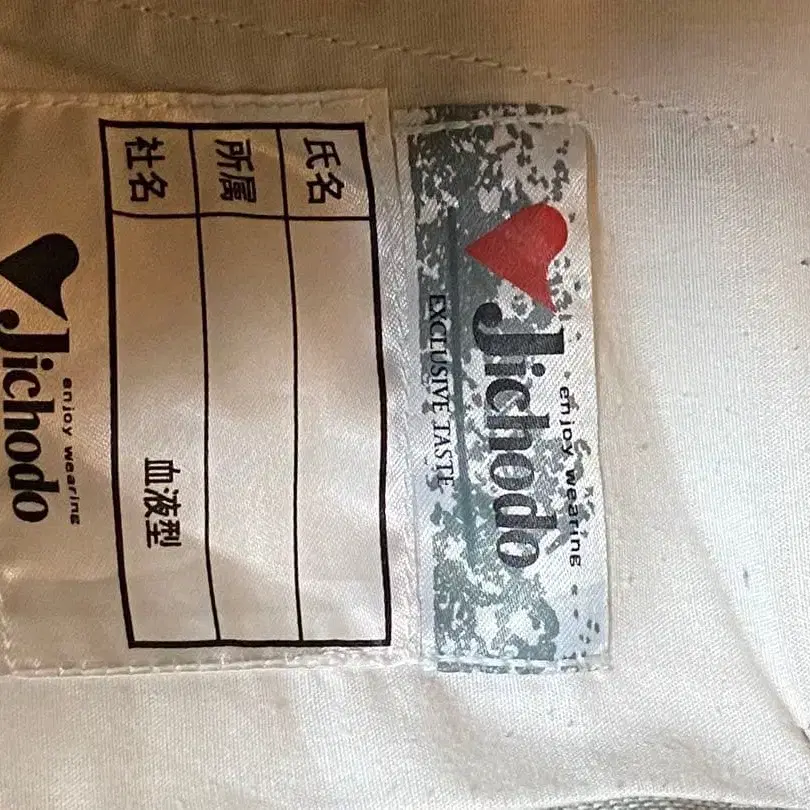 enjoy wearing
Jichodo
EXCLUSIVE TASTE
氏名
所属
社名
血液型
enjoy wearing
Jichodo